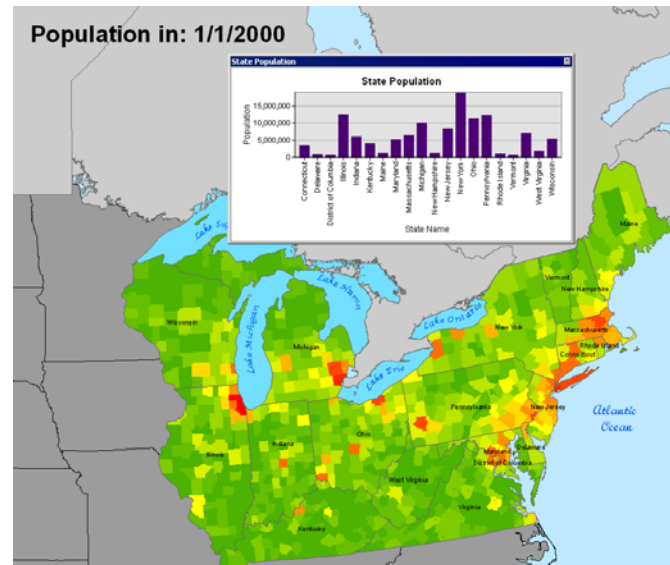 Population in: 1/1/2000
State Population
State Population
Population
15,000,000
10,000,000
5,000,000
0
Connecticut
Delaware
District of Columbia
Illinois
Indiana
Kentucky
Maine
Maryland
Massachusetts
Michigan
New Hampshire
New Jersey
New York
Ohio
Pennsylvania
Rhode Island
Vermont
Virginia
West Virginia
Wisconsin
State Name
Maine
Lake Su
Lake Huron
Vermont
New Hampshire
Lake Ontario
Wisconsin
Lake Michigan
Michigan
New York
Massachusetts
Rhode Island
Connecticut
Lake Erie
Pennsylvania
New Jersey
Atlantic
Ocean
Ohio
Indiana
Maryland
Delaware
District of Columbia
West Virginia
Virginia
Kentucky